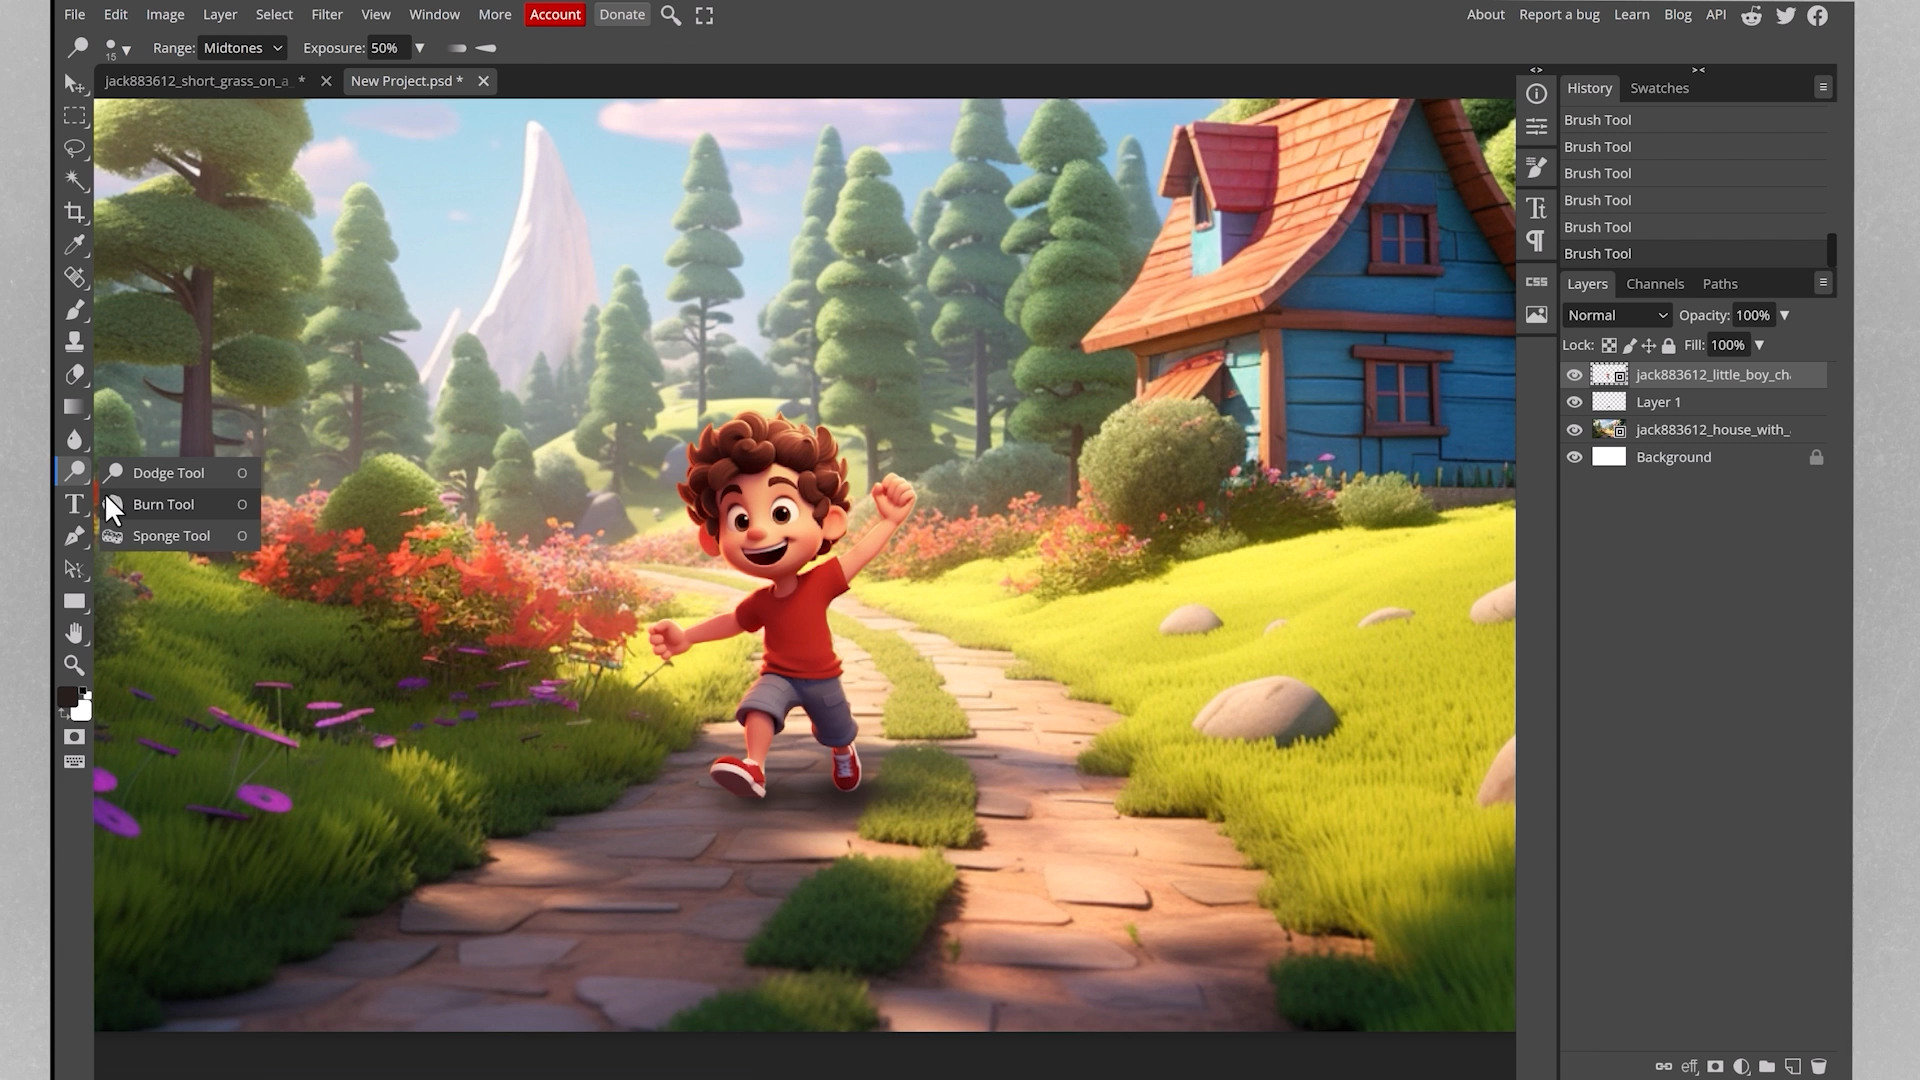 File Edit Image Layer Select Filter View Window More Account Donate About Report a bug Learn Blog API
15 Range: Midtones Exposure: 50%
jack883612_short_grass_on_a * New Project.psd *
<> ><
History Swatches
Brush Tool
Brush Tool
Brush Tool
Brush Tool
Brush Tool
Brush Tool
CSS
Layers Channels Paths
Normal Opacity: 100%
Lock: Fill: 100%
jack883612_little_boy_ch
Layer 1
jack883612_house_with_
Background
Dodge Tool O
Burn Tool O
Sponge Tool O
eff